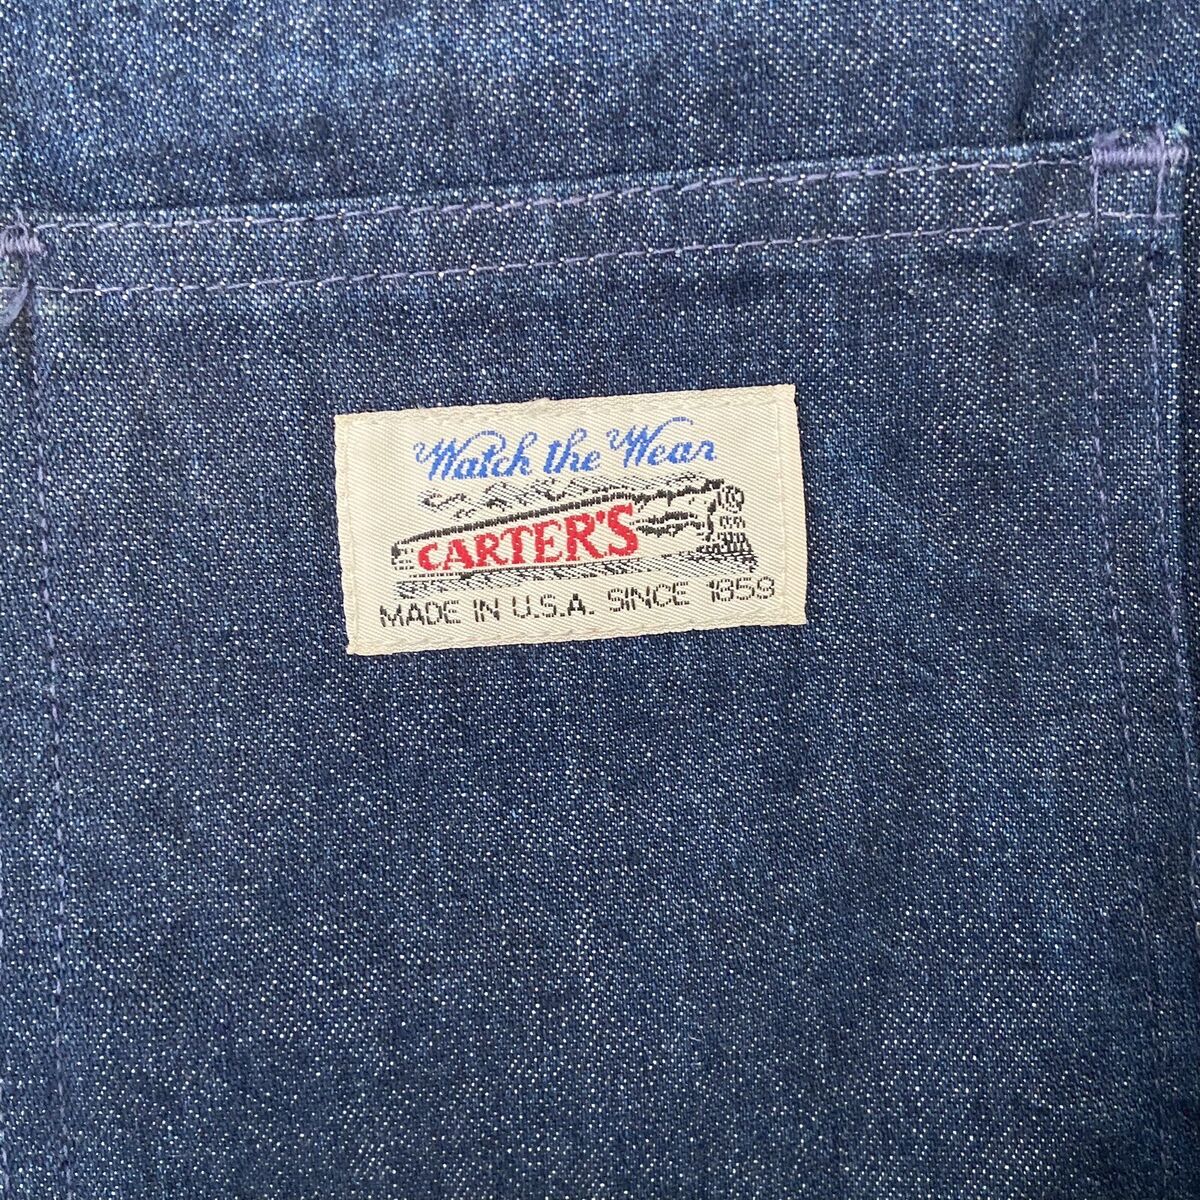 Watch the Wear
CARTER'S
MADE IN U.S.A. SINCE 1859